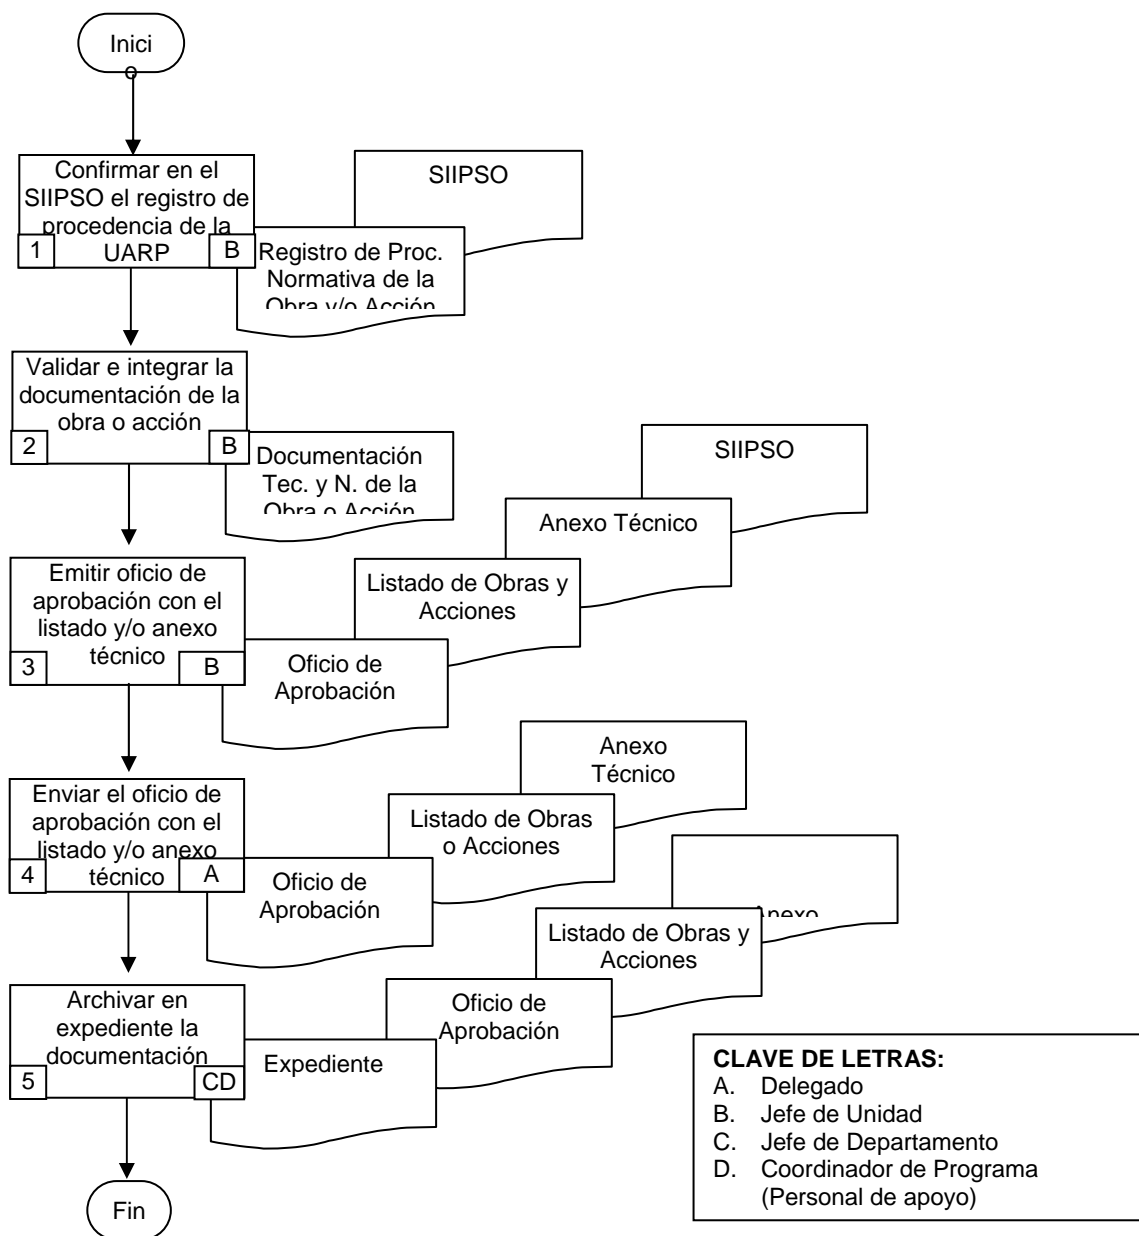 Inici
o
Confirmar en el
SIIPSO el registro de
procedencia de la
UARP
1
B
SIIPSO
Registro de Proc.
Normativa de la
Obra y/o Acción
Validar e integrar la
documentación de la
obra o acción
2
B
Documentación
Tec. y N. de la
Obra o Acción
SIIPSO
Anexo Técnico
Listado de Obras y
Acciones
Oficio de
Aprobación
Emitir oficio de
aprobación con el
listado y/o anexo
técnico
3
B
Anexo
Técnico
Listado de Obras
o Acciones
Oficio de
Aprobación
Enviar el oficio de
aprobación con el
listado y/o anexo
técnico
4
A
Anexo
Listado de Obras y
Acciones
Oficio de
Aprobación
Expediente
Archivar en
expediente la
documentación
5
CD
Fin
CLAVE DE LETRAS:
A. Delegado
B. Jefe de Unidad
C. Jefe de Departamento
D. Coordinador de Programa
(Personal de apoyo)